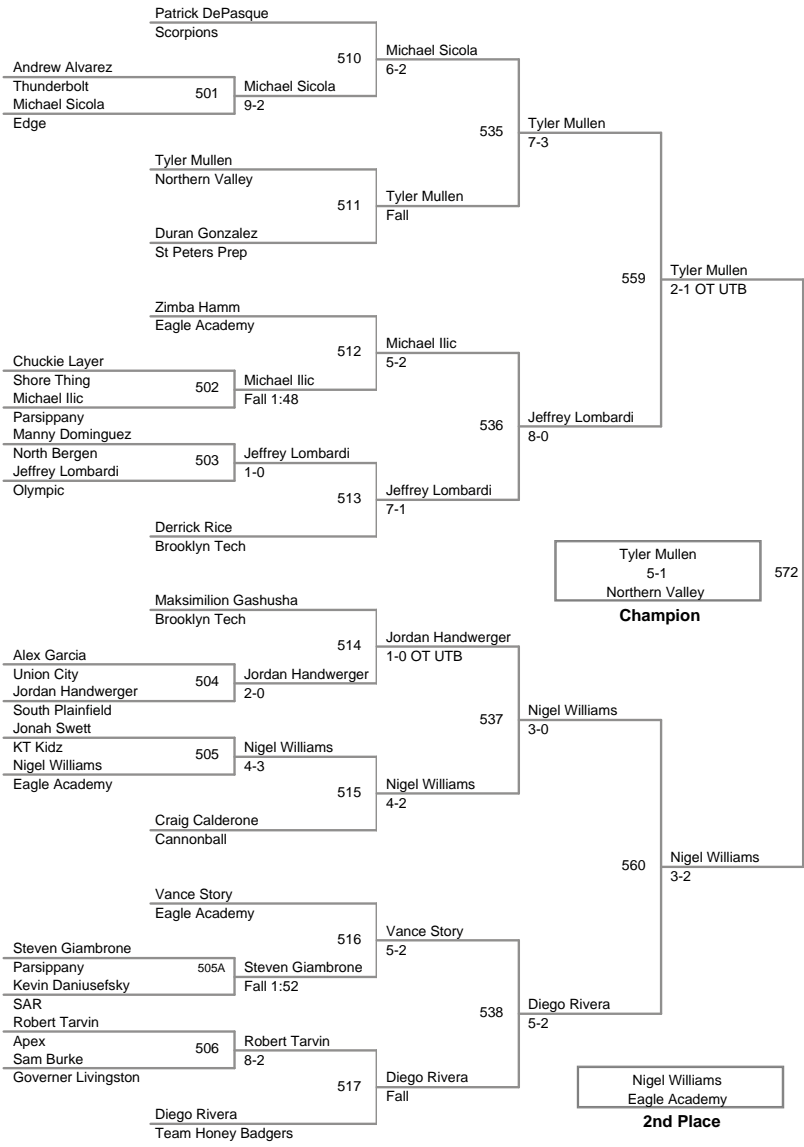 Patrick DePasque
Scorpions
510
Michael Sicola
6-2
Andrew Alvarez
Thunderbolt
501
Michael Sicola
Edge
Michael Sicola
9-2
535
Tyler Mullen
7-3
Tyler Mullen
Northern Valley
511
Tyler Mullen
Fall
Duran Gonzalez
St Peters Prep
559
Tyler Mullen
2-1 OT UTB
Zimba Hamm
Eagle Academy
512
Michael Ilic
5-2
Chuckie Layer
Shore Thing
502
Michael Ilic
Parsippany
Michael Ilic
Fall 1:48
536
Jeffrey Lombardi
8-0
Manny Dominguez
North Bergen
503
Jeffrey Lombardi
Olympic
Jeffrey Lombardi
1-0
513
Jeffrey Lombardi
7-1
Derrick Rice
Brooklyn Tech
Tyler Mullen
5-1
Northern Valley
Champion
572
Maksimilion Gashusha
Brooklyn Tech
514
Jordan Handwerger
1-0 OT UTB
Alex Garcia
Union City
504
Jordan Handwerger
South Plainfield
Jordan Handwerger
2-0
537
Nigel Williams
3-0
Jonah Swett
KT Kidz
505
Nigel Williams
Eagle Academy
Nigel Williams
4-3
515
Nigel Williams
4-2
Craig Calderone
Cannonball
560
Nigel Williams
3-2
Vance Story
Eagle Academy
516
Vance Story
5-2
Steven Giambrone
Parsippany
505A
Kevin Daniusefsky
SAR
Steven Giambrone
Fall 1:52
538
Diego Rivera
5-2
Robert Tarvin
Apex
506
Sam Burke
Governer Livingston
Robert Tarvin
8-2
517
Diego Rivera
Fall
Diego Rivera
Team Honey Badgers
Nigel Williams
Eagle Academy
2nd Place